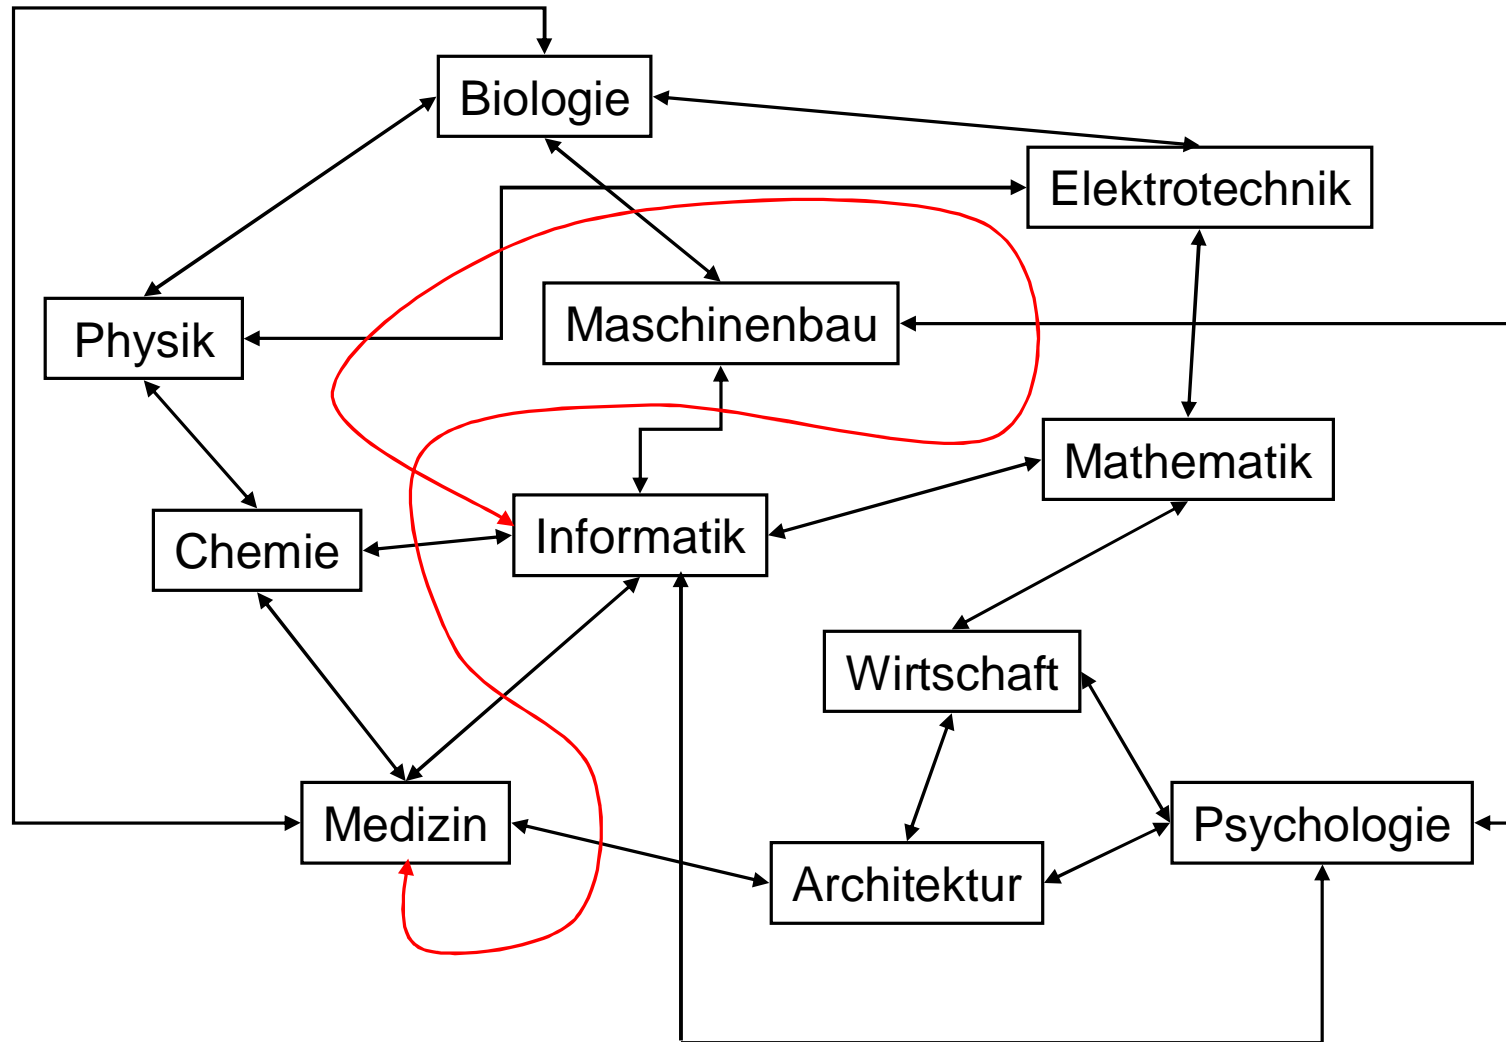 Biologie
Elektrotechnik
Physik
Maschinenbau
Mathematik
Chemie
Informatik
Wirtschaft
Medizin
Psychologie
Architektur